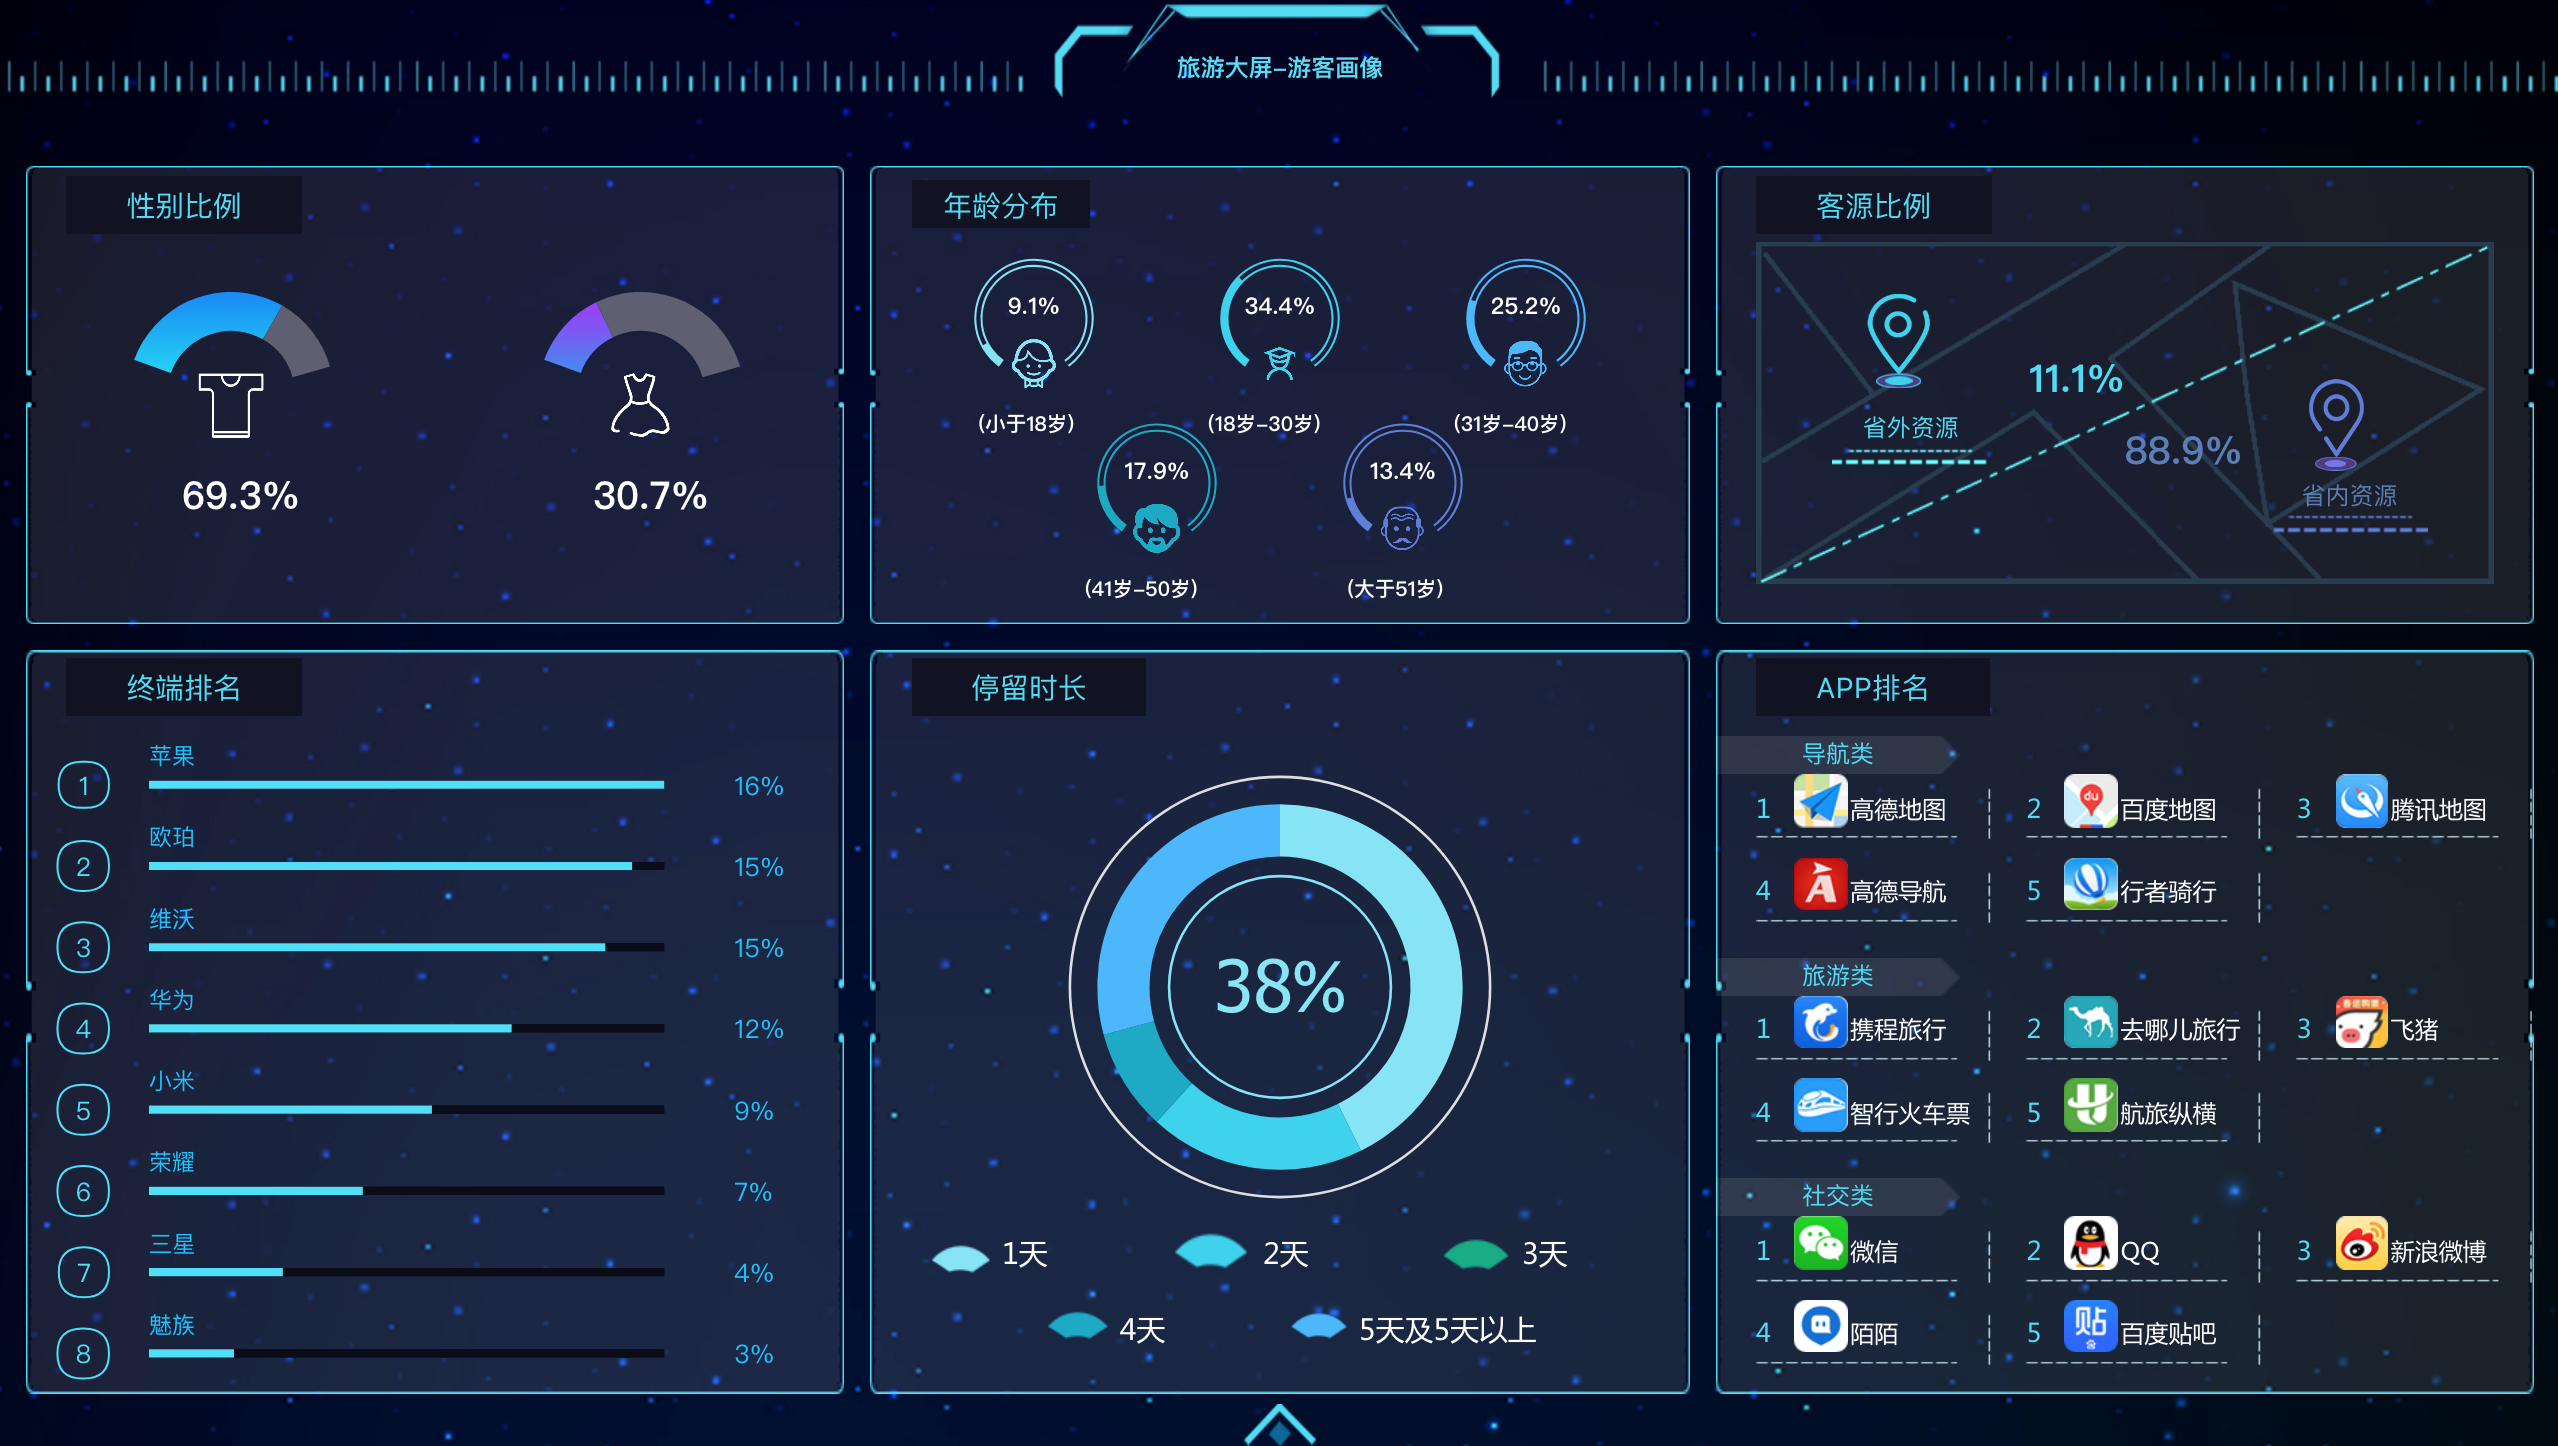 旅游大屏-游客画像
性别比例
69.3%
30.7%
年龄分布
9.1%
34.4%
25.2%
(小于18岁)
(18岁-30岁)
(31岁-40岁)
17.9%
13.4%
(41岁-50岁)
(大于51岁)
客源比例
11.1%
省外资源
88.9%
省内资源
终端排名
1 苹果 16%
2 欧珀 15%
3 维沃 15%
4 华为 12%
5 小米 9%
6 荣耀 7%
7 三星 4%
8 魅族 3%
停留时长
38%
1天 2天 3天
4天 5天及5天以上
APP排名
导航类
1 高德地图 2 du 百度地图 3 腾讯地图
4 高德导航 5 行者骑行
旅游类
1 携程旅行 2 去哪儿旅行 3 飞猪
4 智行火车票 5 航旅纵横
社交类
1 微信 2 QQ 3 新浪微博
4 陌陌 5 贴 百度贴吧